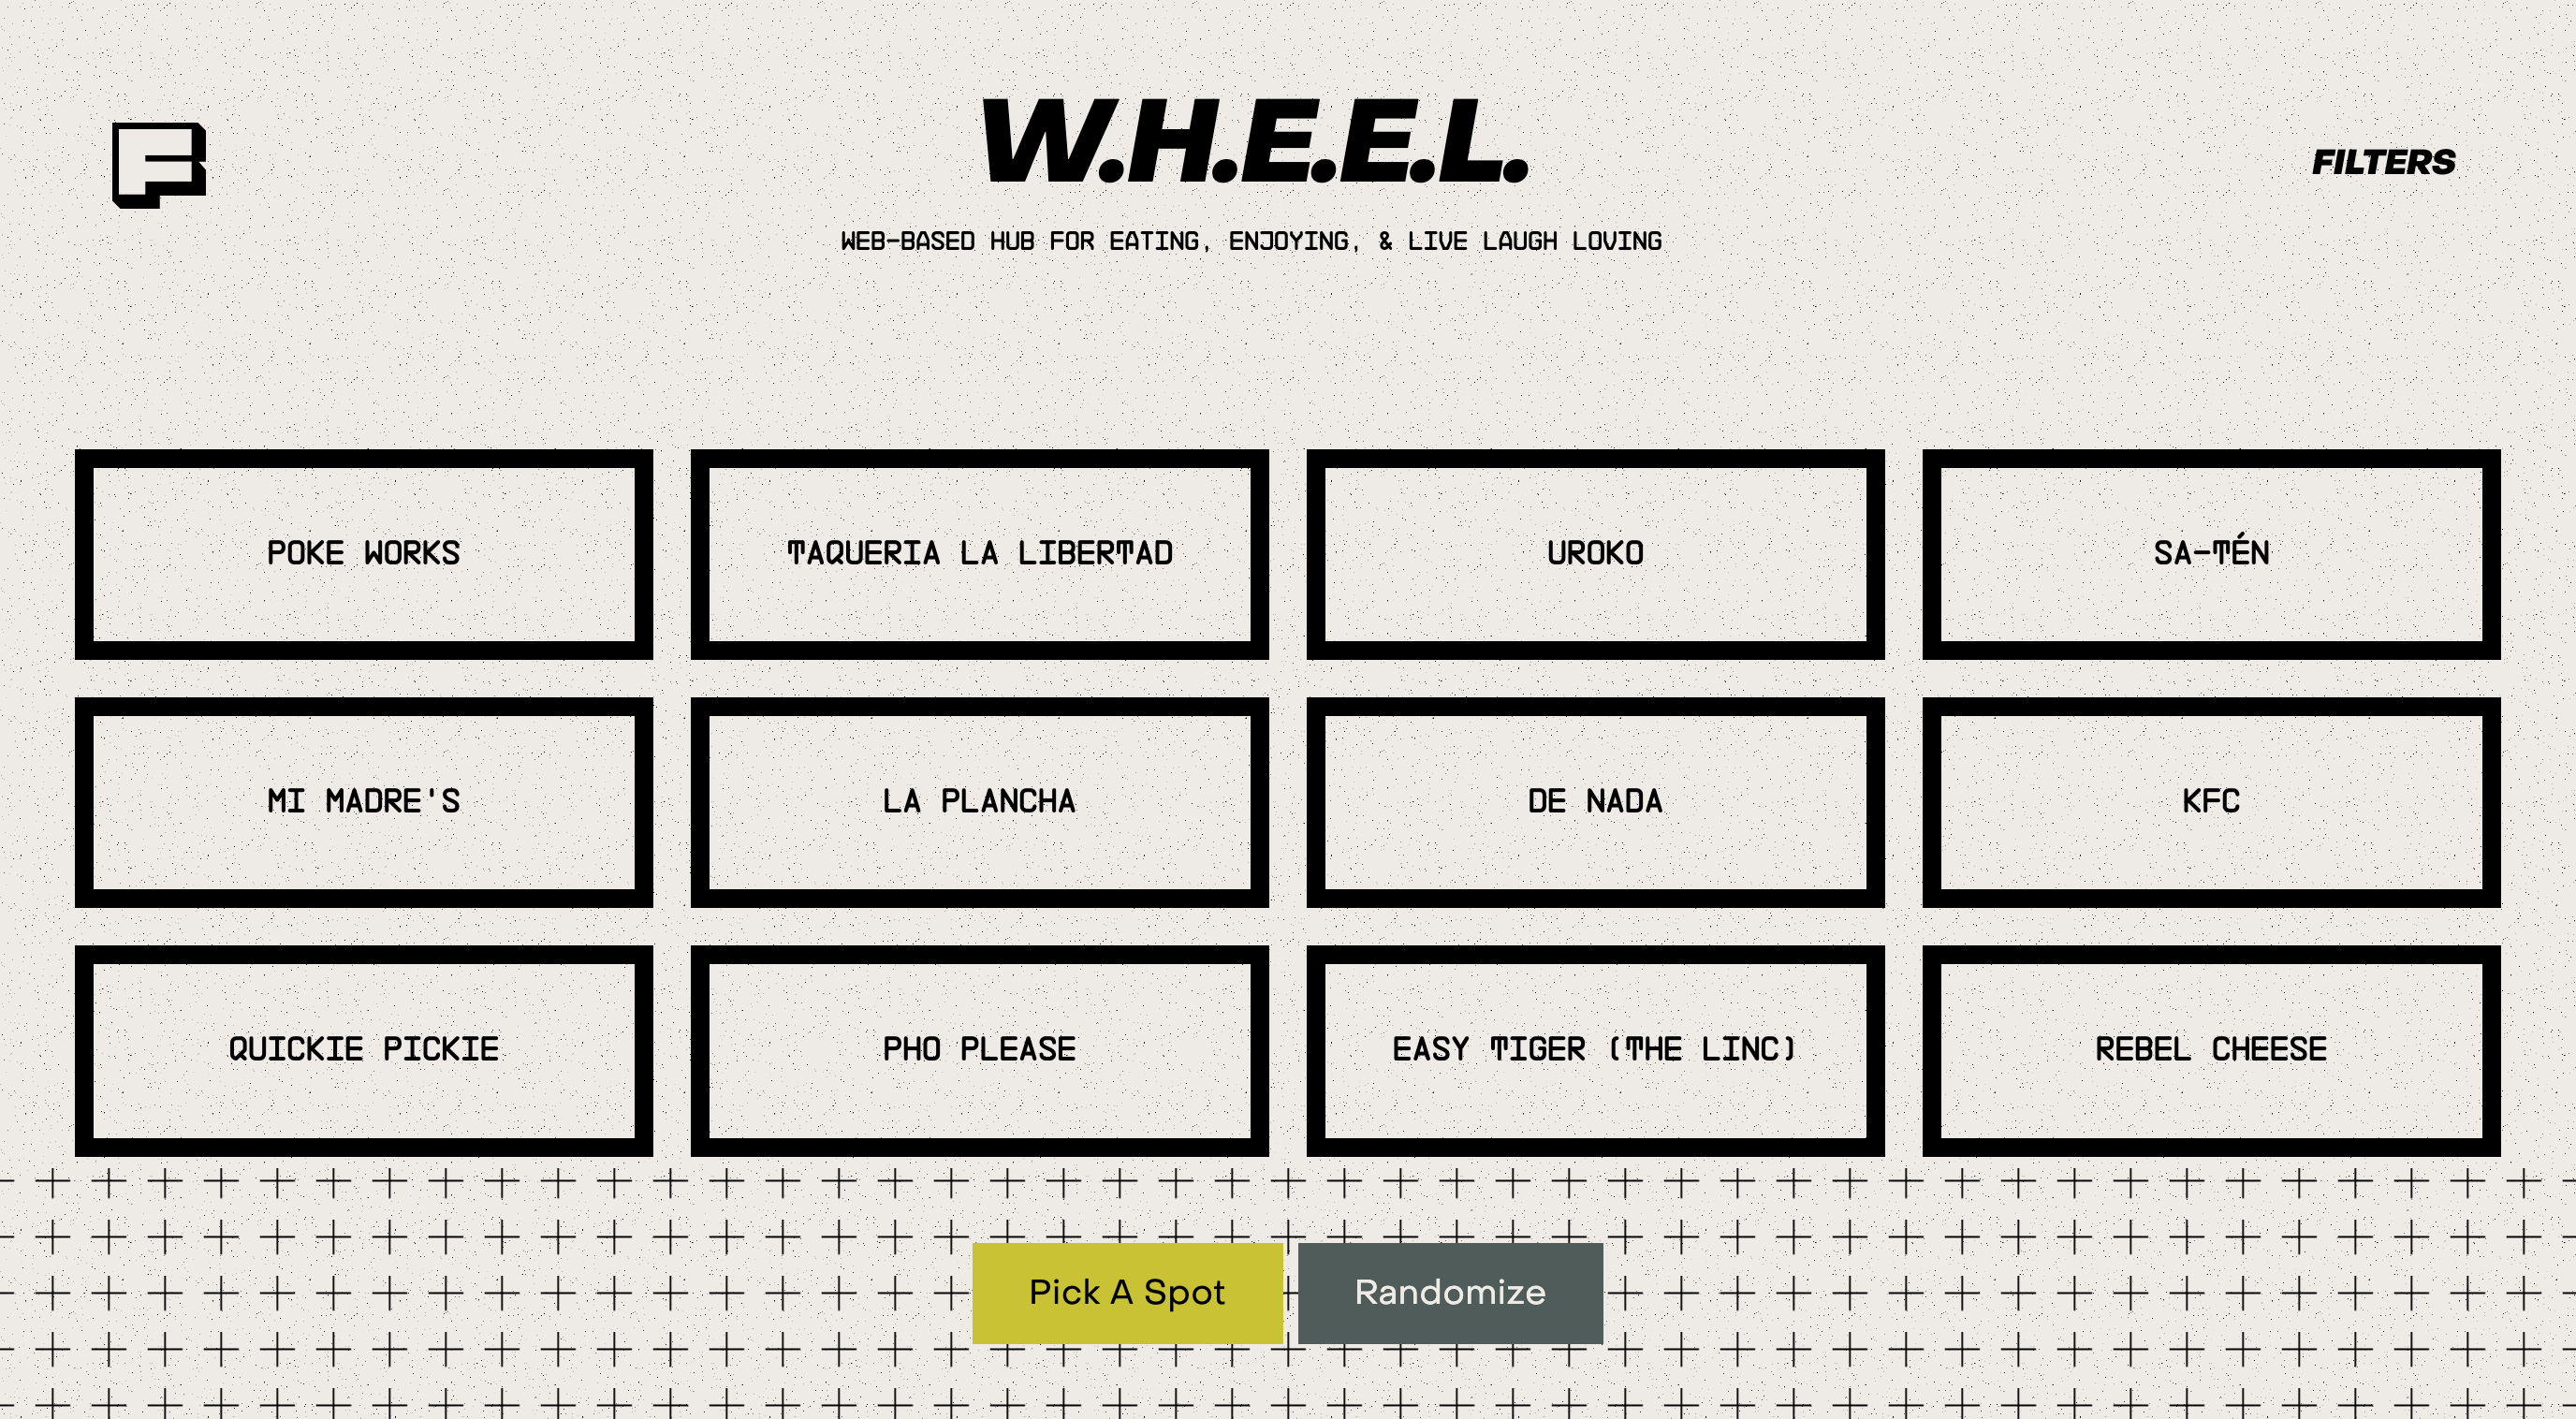 F
W.H.E.E.L.
FILTERS
WEB-BASED HUB FOR EATING, ENJOYING, & LIVE LAUGH LOVING
POKE WORKS
TAQUERIA LA LIBERTAD
UROKO
SA-TÉN
MI MADRE'S
LA PLANCHA
DE NADA
KFC
QUICKIE PICKIE
PHO PLEASE
EASY TIGER (THE LINC)
REBEL CHEESE
Pick A Spot
Randomize